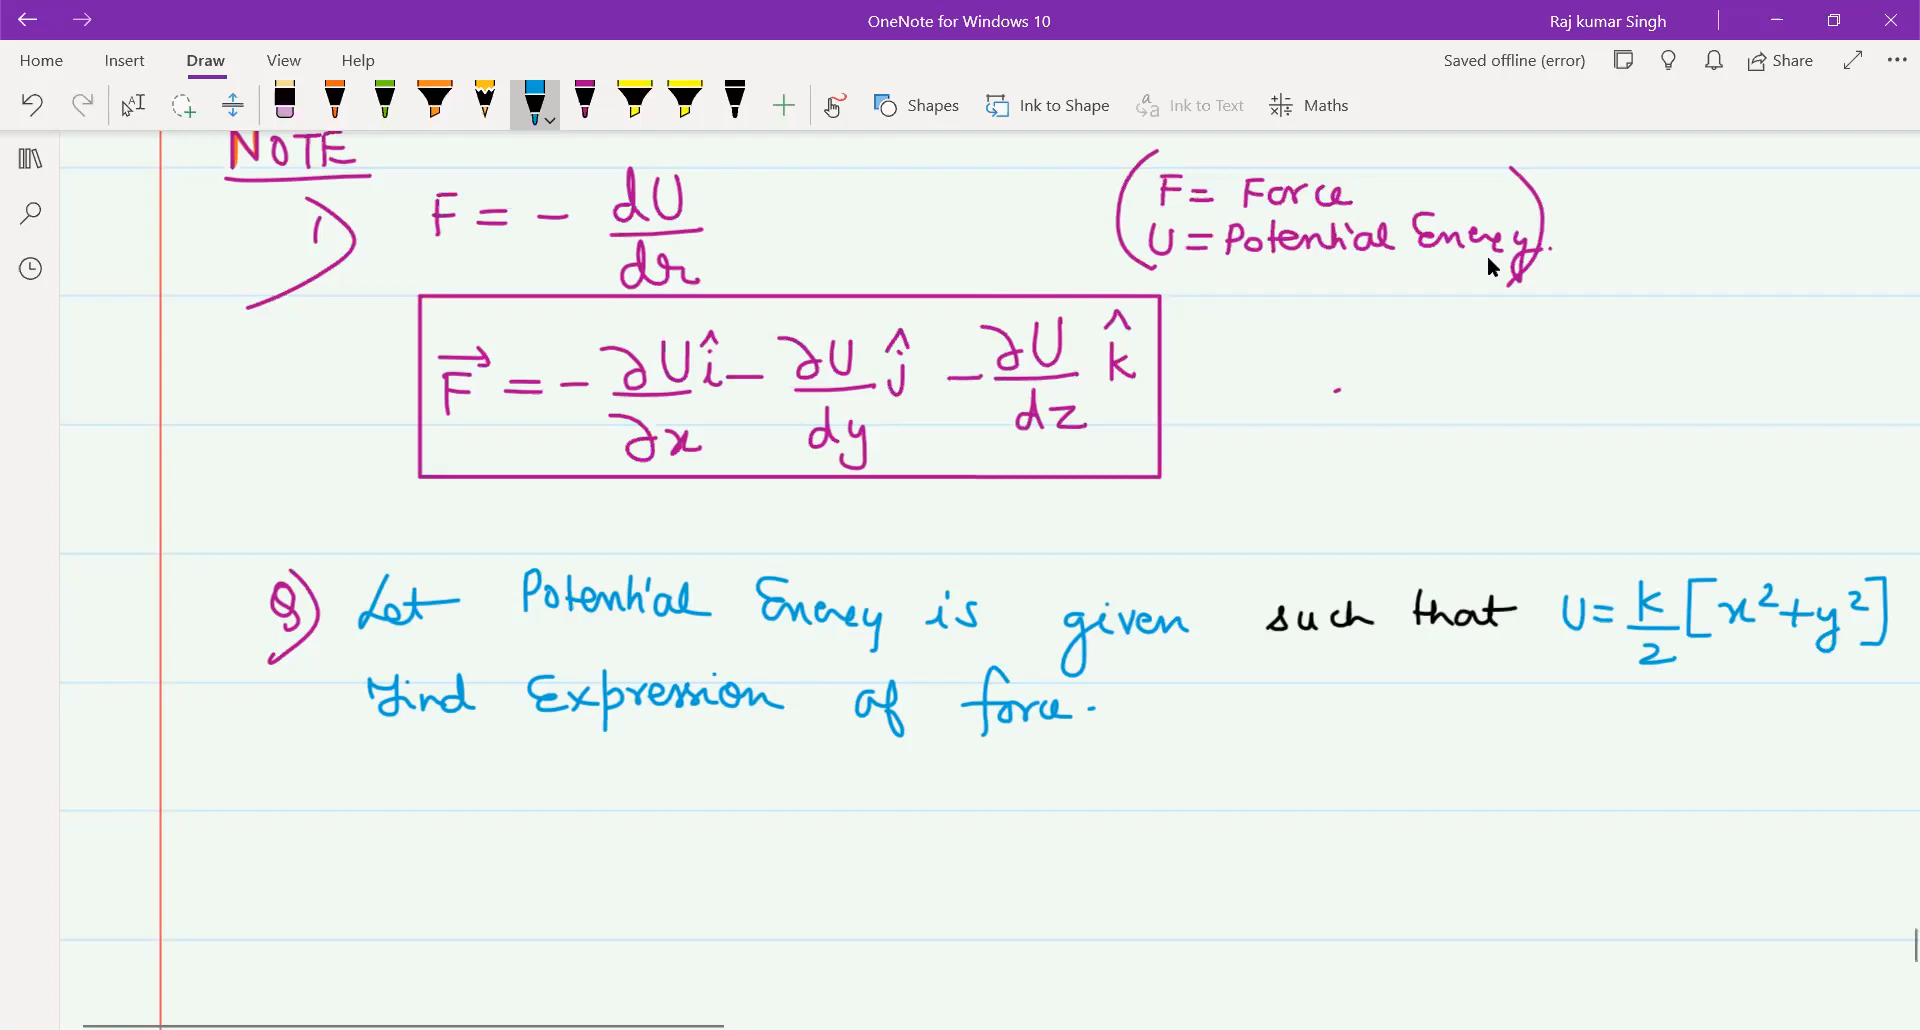 OneNote for Windows 10
Raj kumar Singh
Home Insert Draw View Help
Saved offline (error) Share
Shapes Ink to Shape Ink to Text Maths
NOTE
1) F = - dU/dr
(F = Force
U = Potential Energy.)
F⃗ = - ∂U/∂x î - ∂U/dy ĵ - ∂U/dz k̂
Q) Let Potential Energy is given such that U = k/2 [x²+y²]
Find Expression of force.